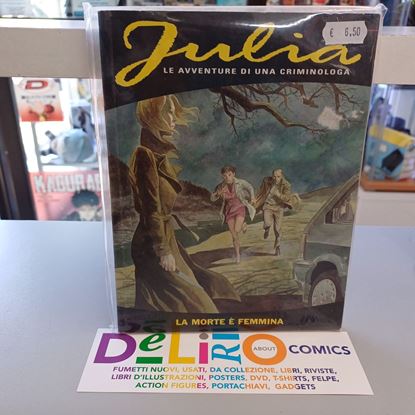 Julia
€ 6,50
LE AVVENTURE DI UNA CRIMINOLOGA
KAGURA
LA MORTE È FEMMINA
DELIRIO
ABOUT
COMICS
FUMETTI NUOVI, USATI, DA COLLEZIONE, LIBRI, RIVISTE,
LIBRI D'ILLUSTRAZIONI, POSTERS, DVD, T-SHIRTS, FELPE,
ACTION FIGURES, PORTACHIAVI, GADGETS